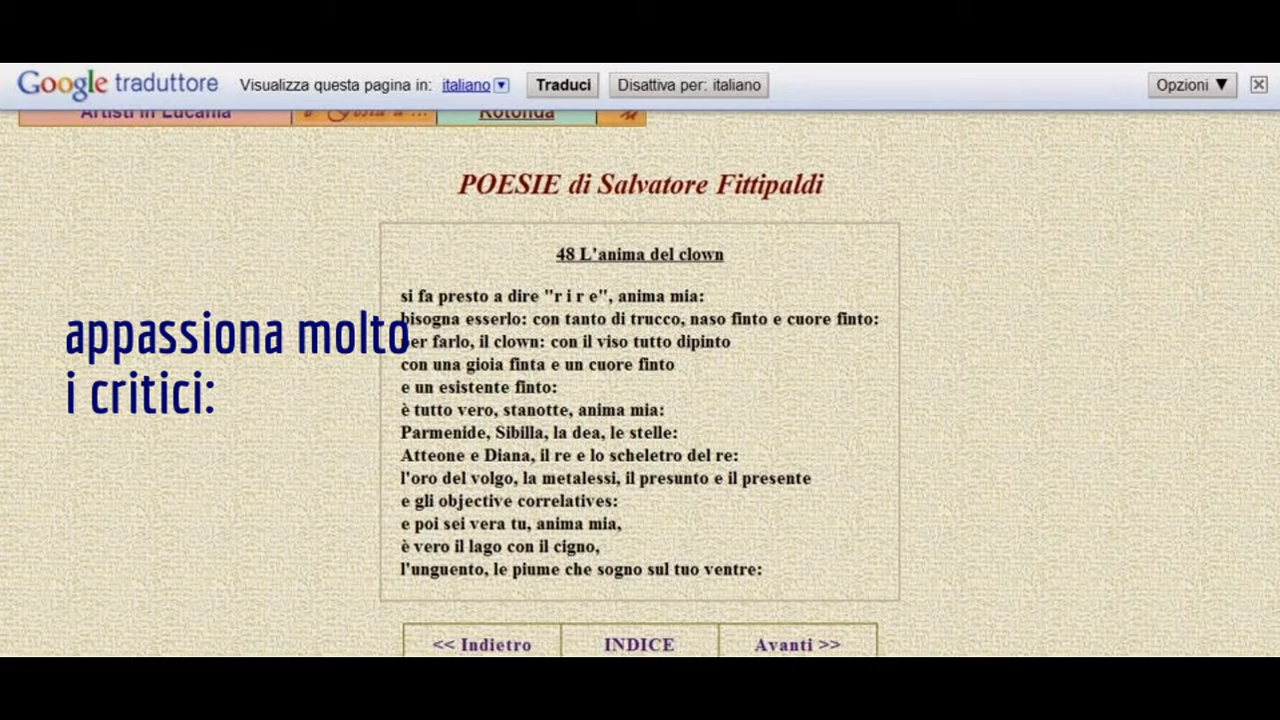 Google traduttore Visualizza questa pagina in: italiano Traduci Disattiva per: italiano Opzioni ▼
Artisti in Lucania Rotonda
POESIE di Salvatore Fittipaldi
48 L'anima del clown
si fa presto a dire "r i r e", anima mia:
bisogna esserlo: con tanto di trucco, naso finto e cuore finto:
per farlo, il clown: con il viso tutto dipinto
con una gioia finta e un cuore finto
e un esistente finto:
è tutto vero, stanotte, anima mia:
Parmenide, Sibilla, la dea, le stelle:
Atteone e Diana, il re e lo scheletro del re:
l'oro del volgo, la metalessi, il presunto e il presente
e gli objective correlatives:
e poi sei vera tu, anima mia,
è vero il lago con il cigno,
l'unguento, le piume che sogno sul tuo ventre:
appassiona molto
i critici:
<< Indietro INDICE Avanti >>